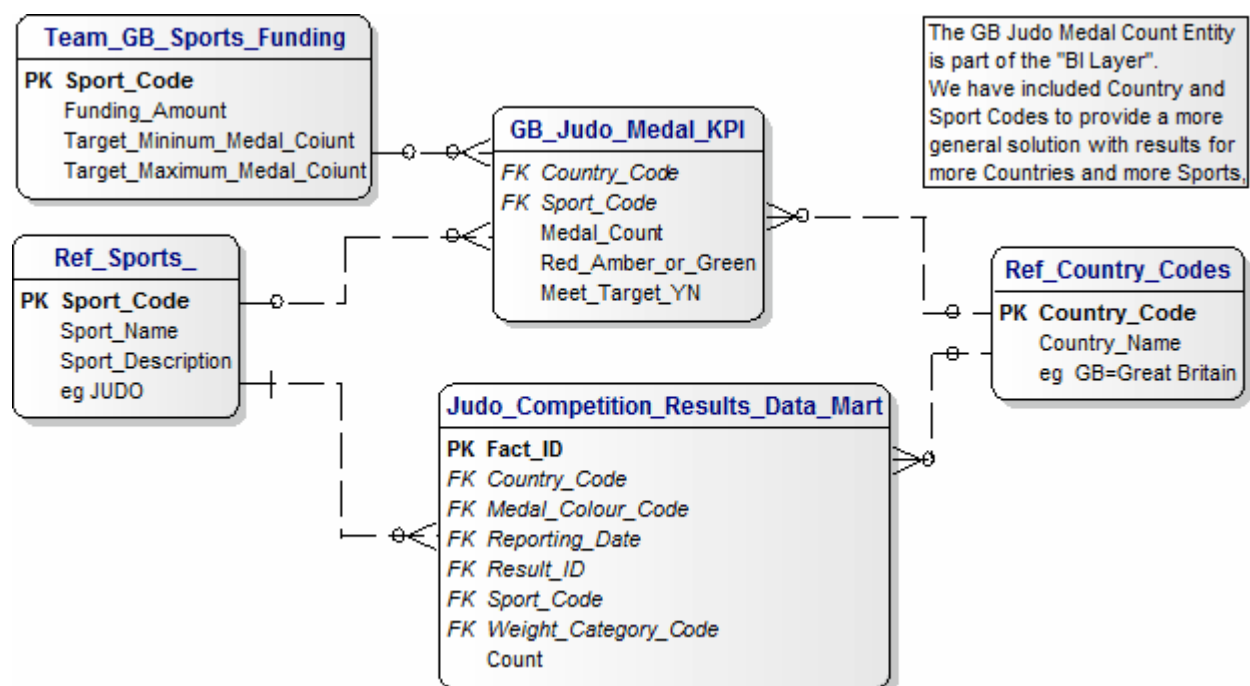 Team_GB_Sports_Funding
PK Sport_Code
Funding_Amount
Target_Mininum_Medal_Coiunt
Target_Maximum_Medal_Coiunt
GB_Judo_Medal_KPI
FK Country_Code
FK Sport_Code
Medal_Count
Red_Amber_or_Green
Meet_Target_YN
The GB Judo Medal Count Entity
is part of the "BI Layer".
We have included Country and
Sport Codes to provide a more
general solution with results for
more Countries and more Sports,
Ref_Sports_
PK Sport_Code
Sport_Name
Sport_Description
eg JUDO
Ref_Country_Codes
PK Country_Code
Country_Name
eg GB=Great Britain
Judo_Competition_Results_Data_Mart
PK Fact_ID
FK Country_Code
FK Medal_Colour_Code
FK Reporting_Date
FK Result_ID
FK Sport_Code
FK Weight_Category_Code
Count